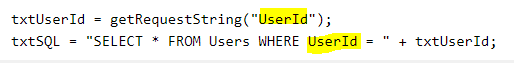 txtUserId = getRequestString("UserId");
txtSQL = "SELECT * FROM Users WHERE UserId = " + txtUserId;